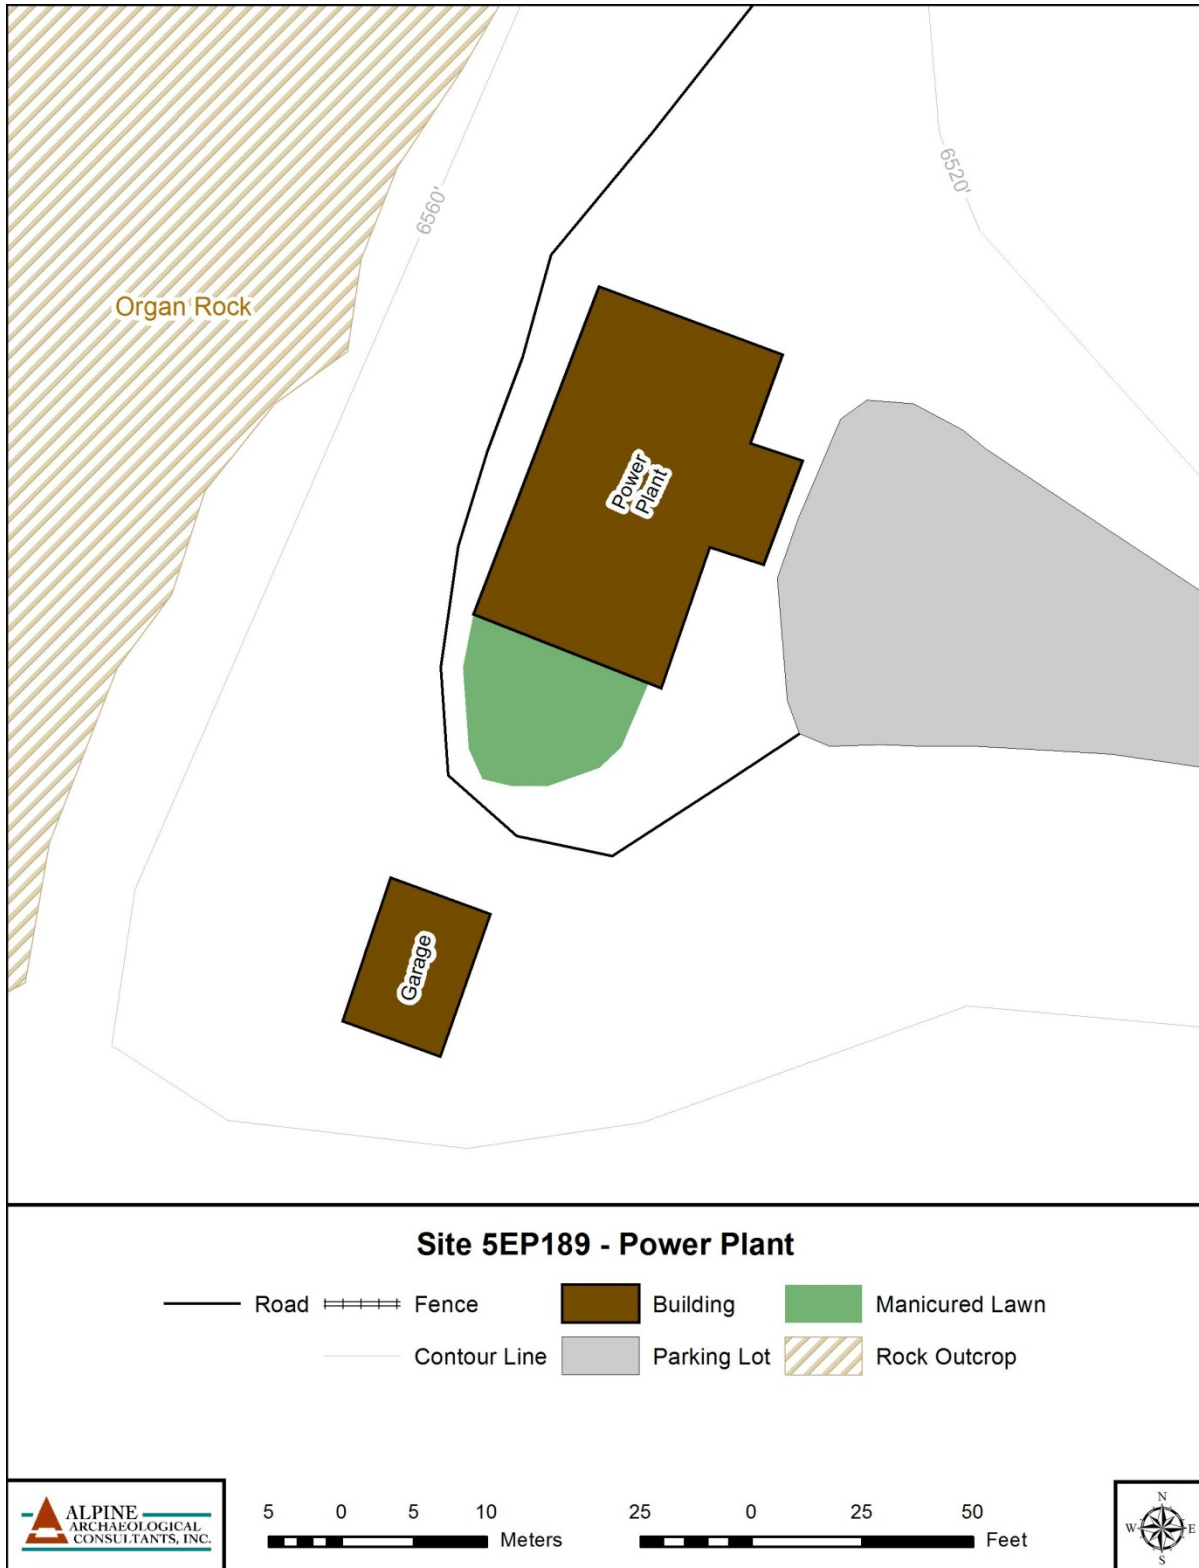 6560'
6520'
Organ Rock
Power
Plant
Garage
Site 5EP189 - Power Plant
Road
Fence
Building
Manicured Lawn
Contour Line
Parking Lot
Rock Outcrop
ALPINE
ARCHAEOLOGICAL
CONSULTANTS, INC.
5 0 5 10
Meters
25 0 25 50
Feet
N
W E
S